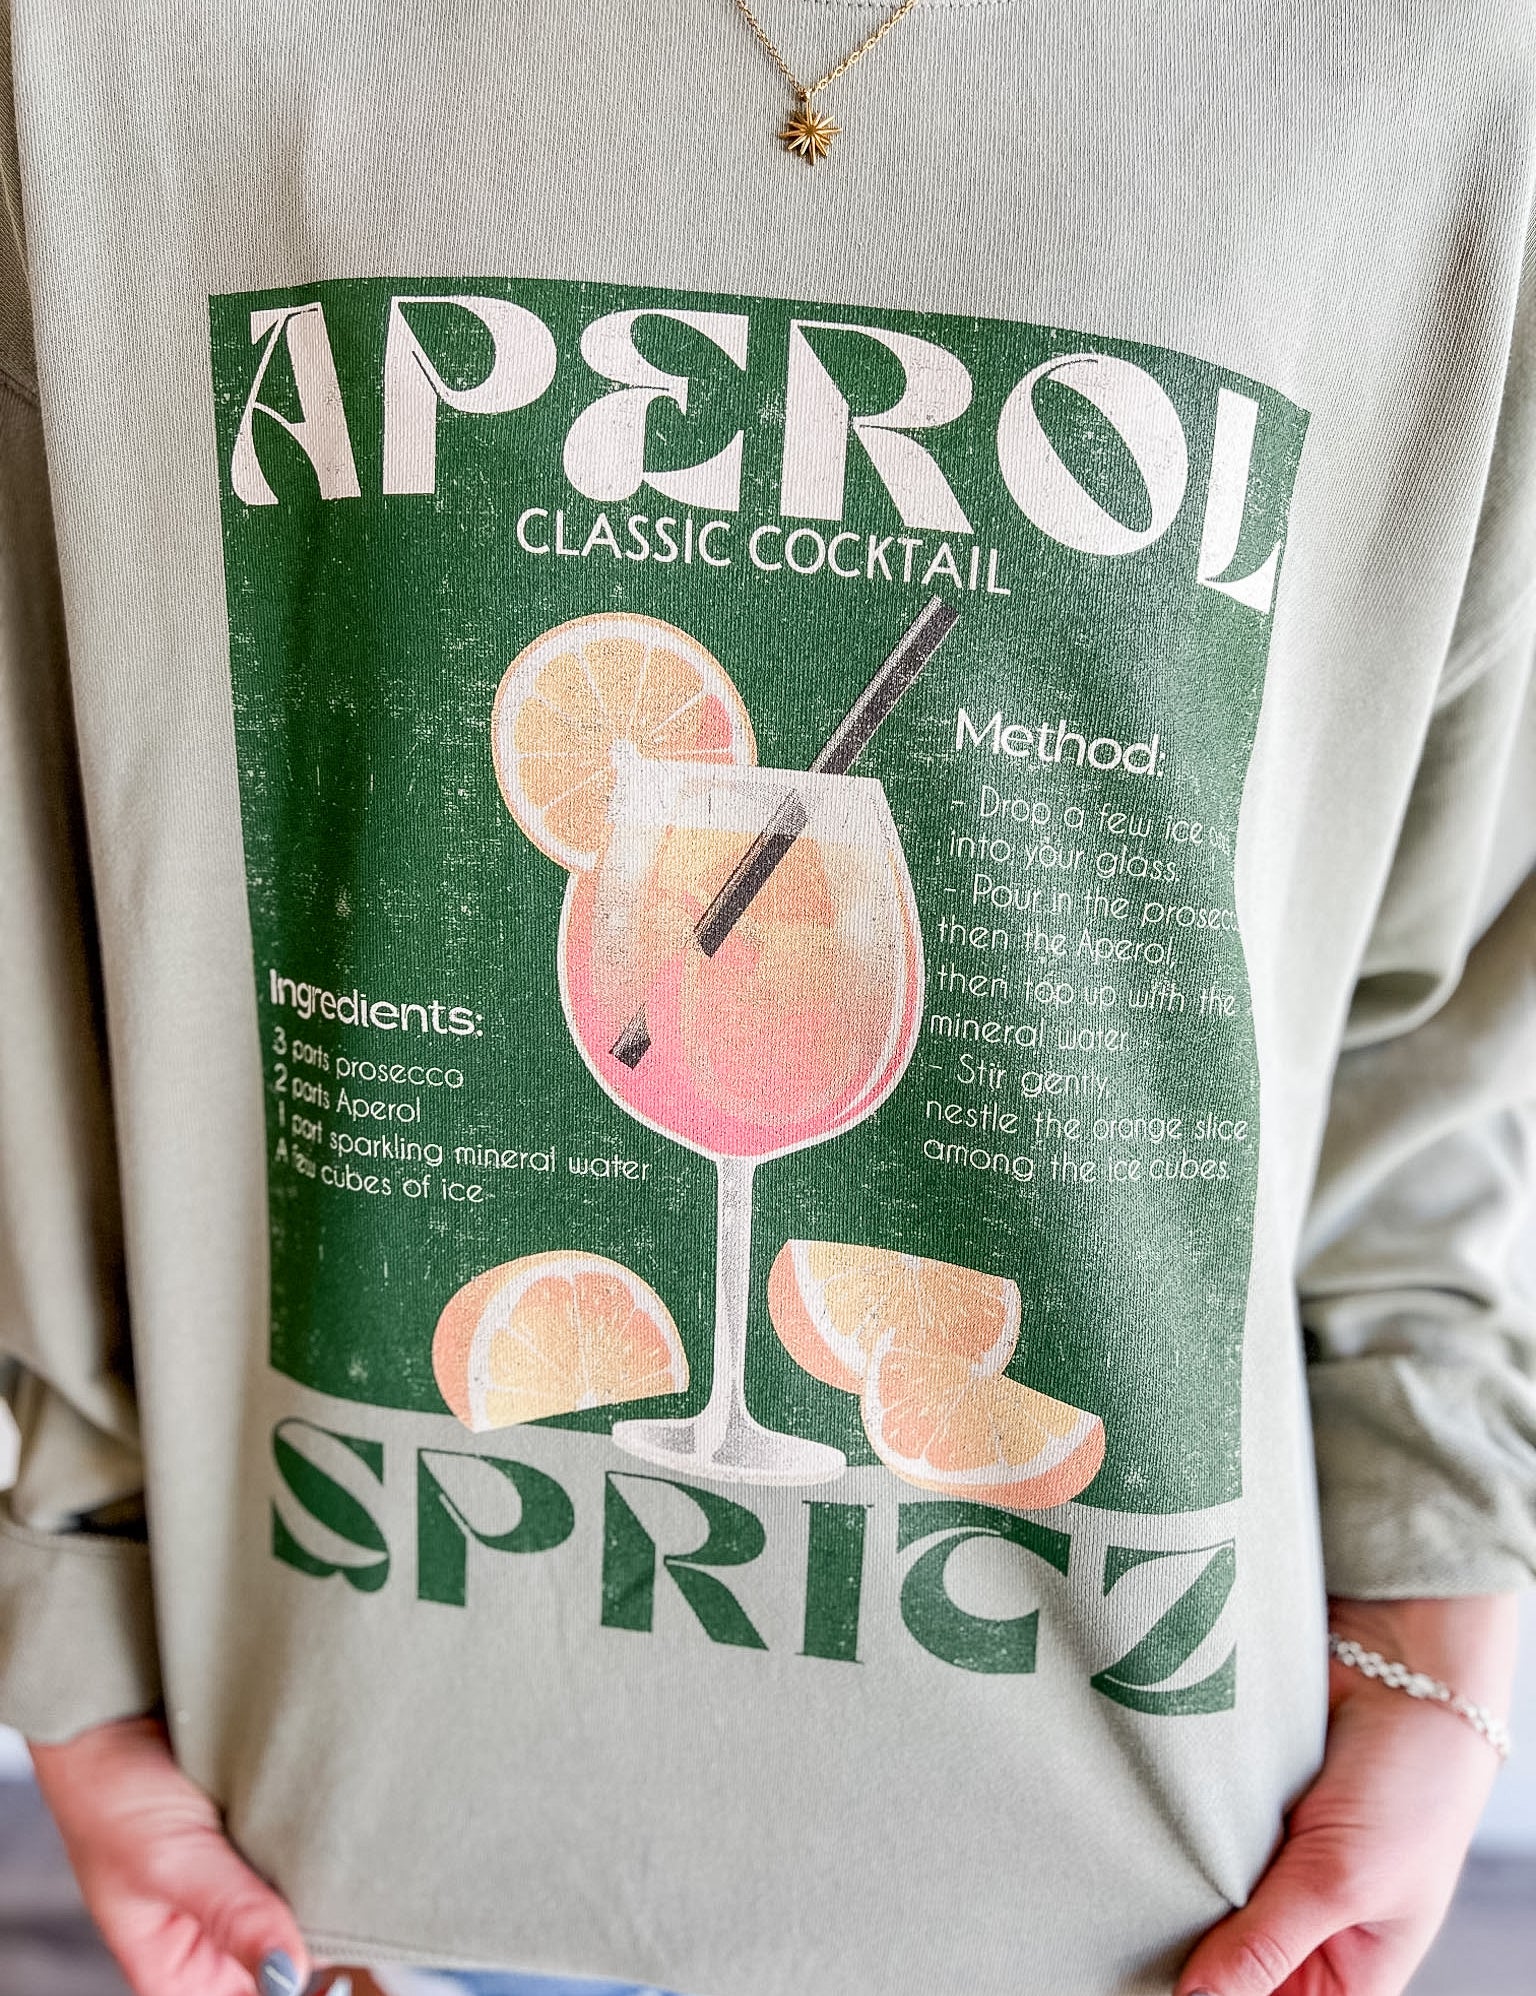 APEROL
CLASSIC COCKTAIL
Method:
- Drop a few ice
into your glass.
- Pour in the
then the Aperol,
then top up with the
mineral water
- Stir gently,
nestle the orange slice
among the ice cubes.
Ingredients:
3 parts prosecco
2 parts Aperol
1 part sparkling mineral water
A few cubes of ice
SPRITZ